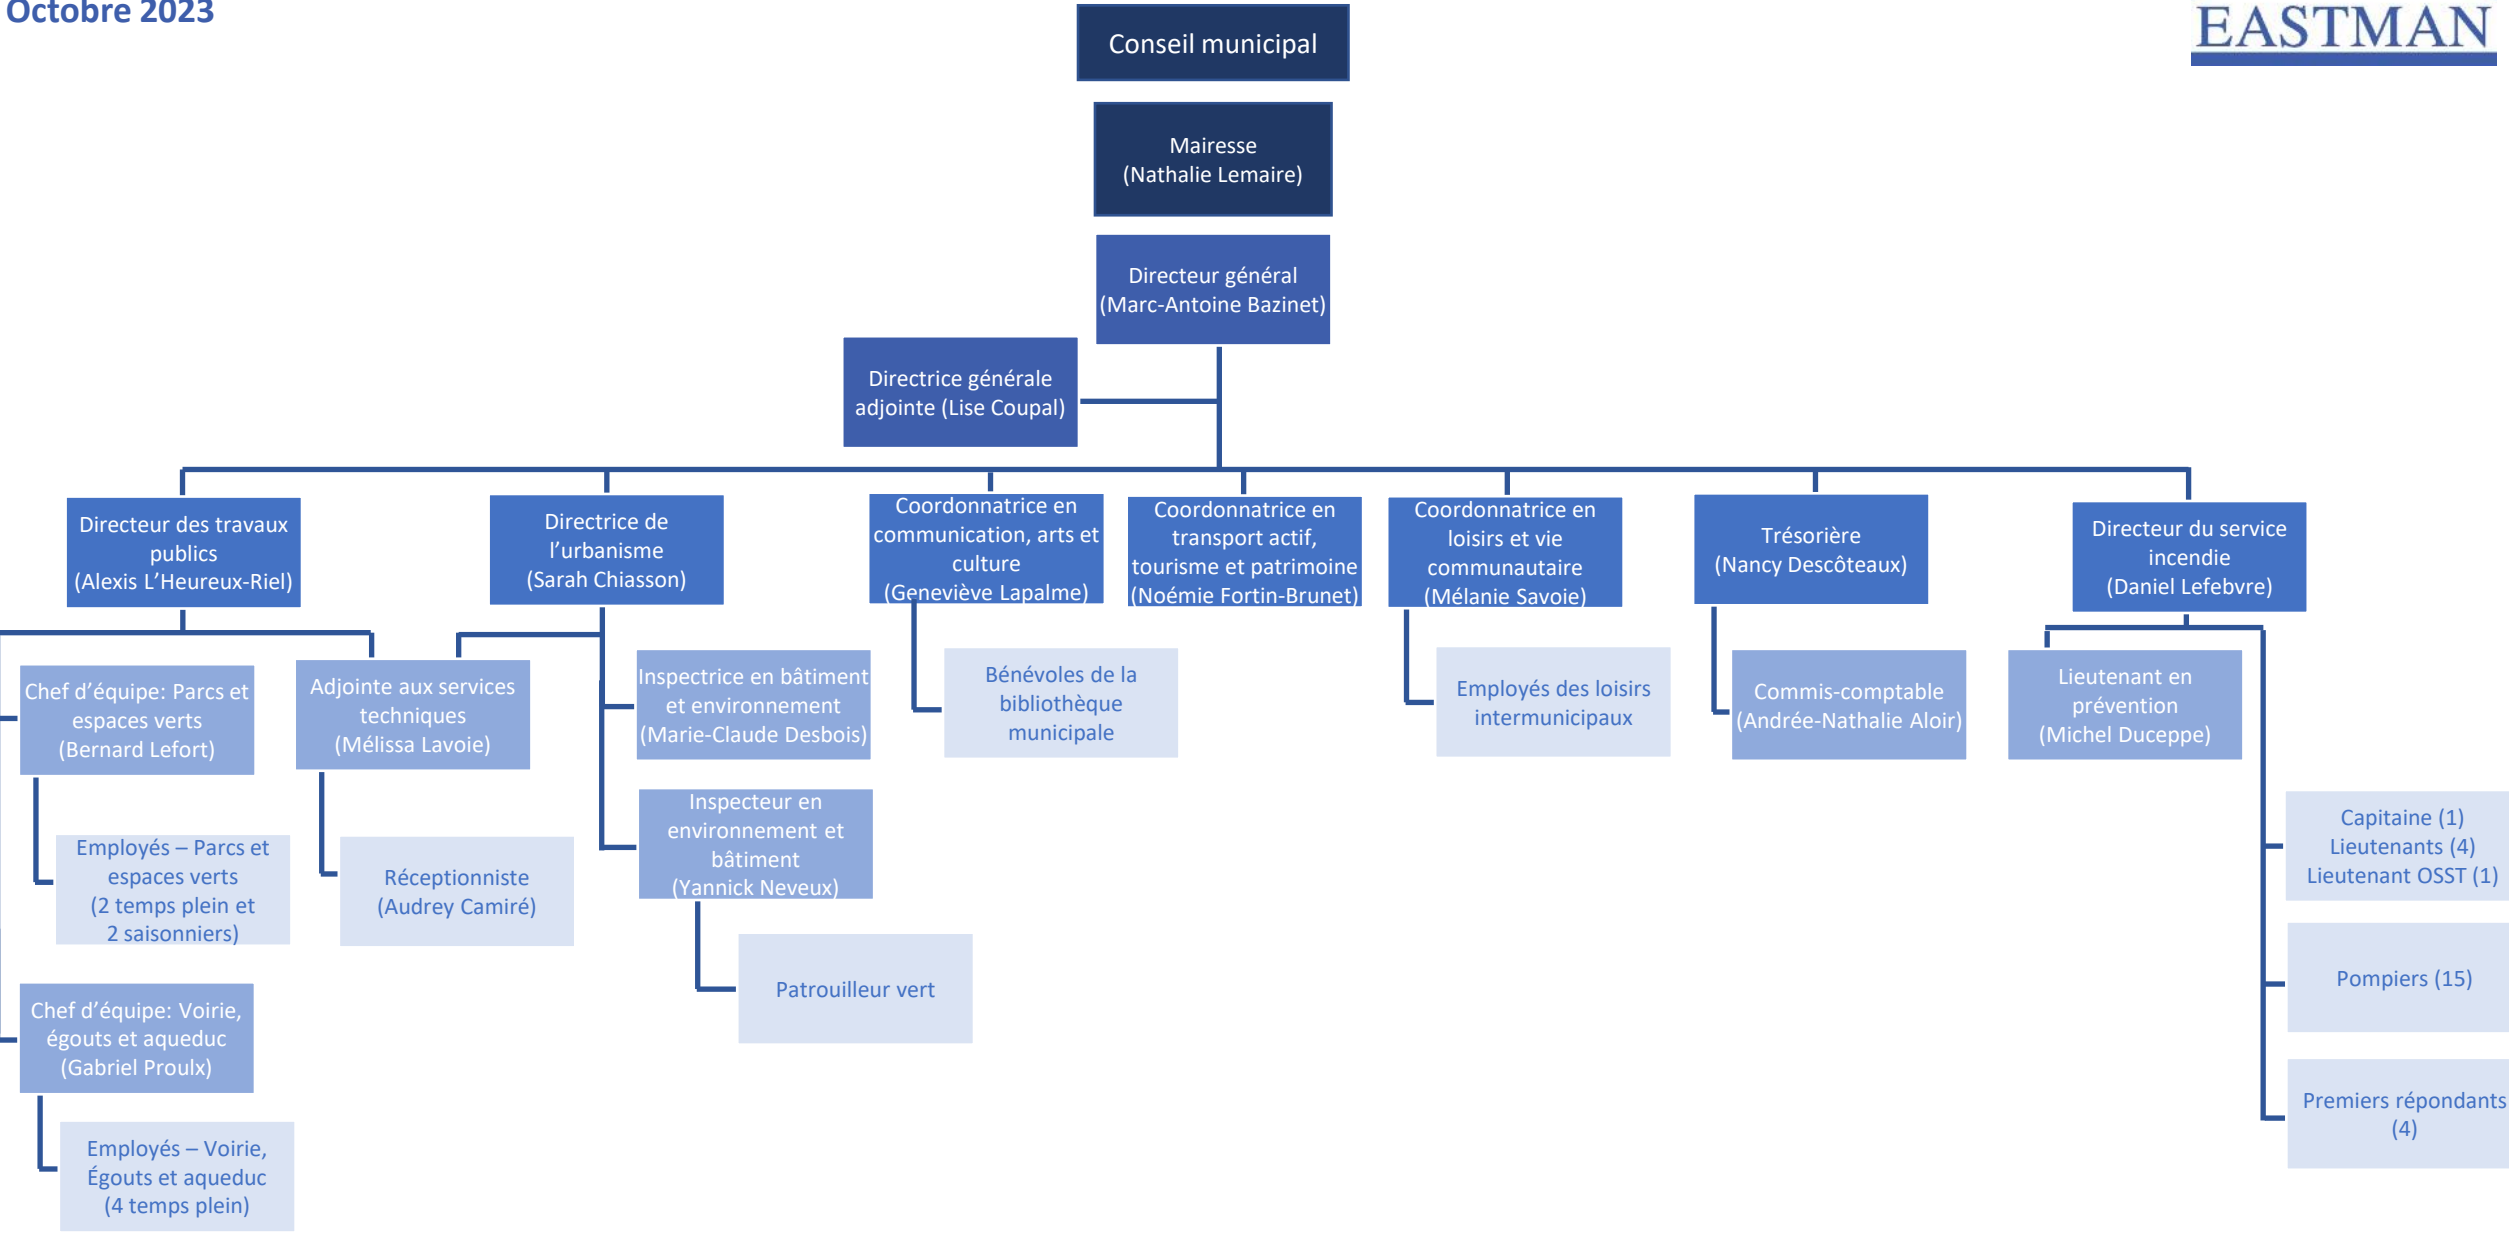 Octobre 2023
EASTMAN
Conseil municipal
Mairesse
(Nathalie Lemaire)
Directeur général
(Marc-Antoine Bazinet)
Directrice générale
adjointe (Lise Coupal)
Directeur des travaux
publics
(Alexis L’Heureux-Riel)
Directrice de
l’urbanisme
(Sarah Chiasson)
Coordonnatrice en
communication, arts et
culture
(Geneviève Lapalme)
Coordonnatrice en
transport actif,
tourisme et patrimoine
(Noémie Fortin-Brunet)
Coordonnatrice en
loisirs et vie
communautaire
(Mélanie Savoie)
Trésorière
(Nancy Descôteaux)
Directeur du service
incendie
(Daniel Lefebvre)
Chef d’équipe: Parcs et
espaces verts
(Bernard Lefort)
Adjointe aux services
techniques
(Mélissa Lavoie)
Inspectrice en bâtiment
et environnement
(Marie-Claude Desbois)
Bénévoles de la
bibliothèque
municipale
Employés des loisirs
intermunicipaux
Commis-comptable
(Andrée-Nathalie Aloir)
Lieutenant en
prévention
(Michel Duceppe)
Employés – Parcs et
espaces verts
(2 temps plein et
2 saisonniers)
Réceptionniste
(Audrey Camiré)
Inspecteur en
environnement et
bâtiment
(Yannick Neveux)
Capitaine (1)
Lieutenants (4)
Lieutenant OSST (1)
Patrouilleur vert
Pompiers (15)
Chef d’équipe: Voirie,
égouts et aqueduc
(Gabriel Proulx)
Premiers répondants
(4)
Employés – Voirie,
Égouts et aqueduc
(4 temps plein)